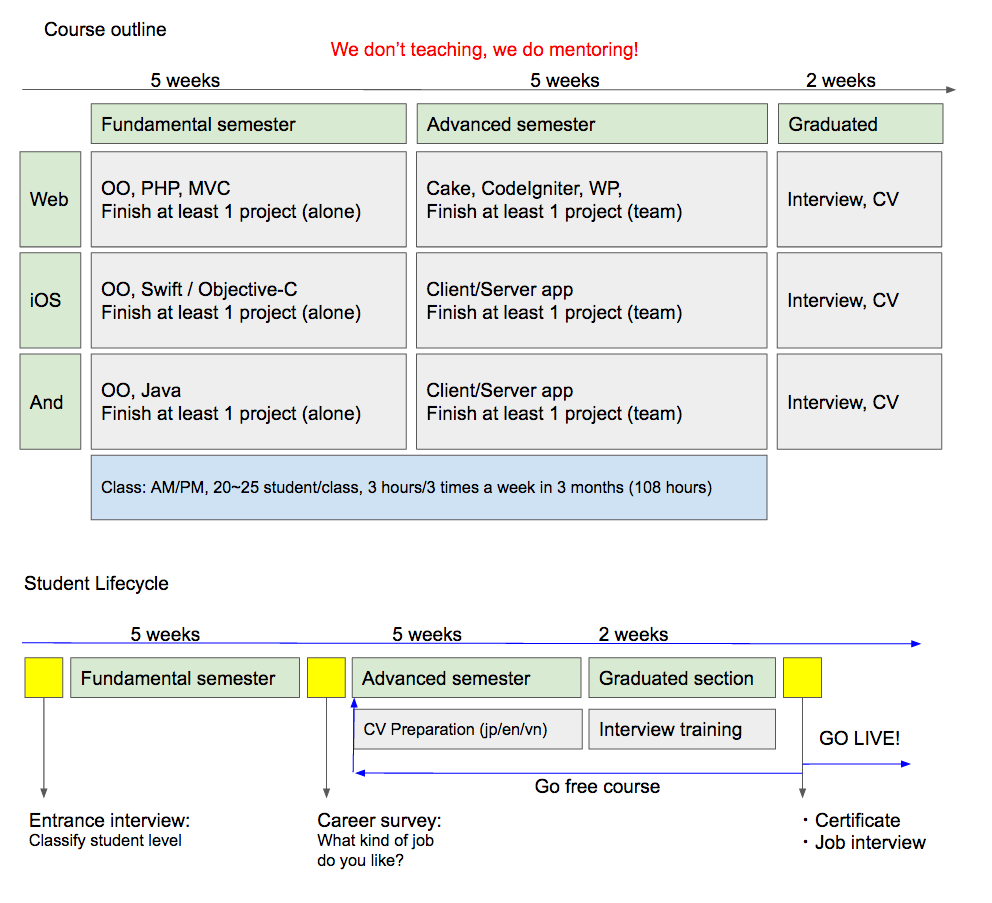 Course outline
We don't teaching, we do mentoring!
5 weeks
5 weeks
2 weeks
Fundamental semester
Advanced semester
Graduated
Web
OO, PHP, MVC
Finish at least 1 project (alone)
Cake, CodeIgniter, WP,
Finish at least 1 project (team)
Interview, CV
iOS
OO, Swift / Objective-C
Finish at least 1 project (alone)
Client/Server app
Finish at least 1 project (team)
Interview, CV
And
OO, Java
Finish at least 1 project (alone)
Client/Server app
Finish at least 1 project (team)
Interview, CV
Class: AM/PM, 20~25 student/class, 3 hours/3 times a week in 3 months (108 hours)
Student Lifecycle
5 weeks
5 weeks
2 weeks
Fundamental semester
Advanced semester
Graduated section
CV Preparation (jp/en/vn)
Interview training
GO LIVE!
Go free course
Entrance interview:
Classify student level
Career survey:
What kind of job
do you like?
・Certificate
・Job interview